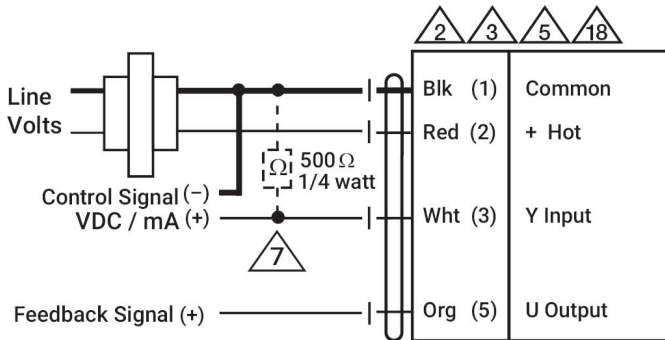 2 3 5 18
Line
Volts
Blk (1) Common
Red (2) + Hot
Ω 500 Ω
1/4 watt
Control Signal (−)
VDC / mA (+)
Wht (3) Y Input
7
Feedback Signal (+)
Org (5) U Output